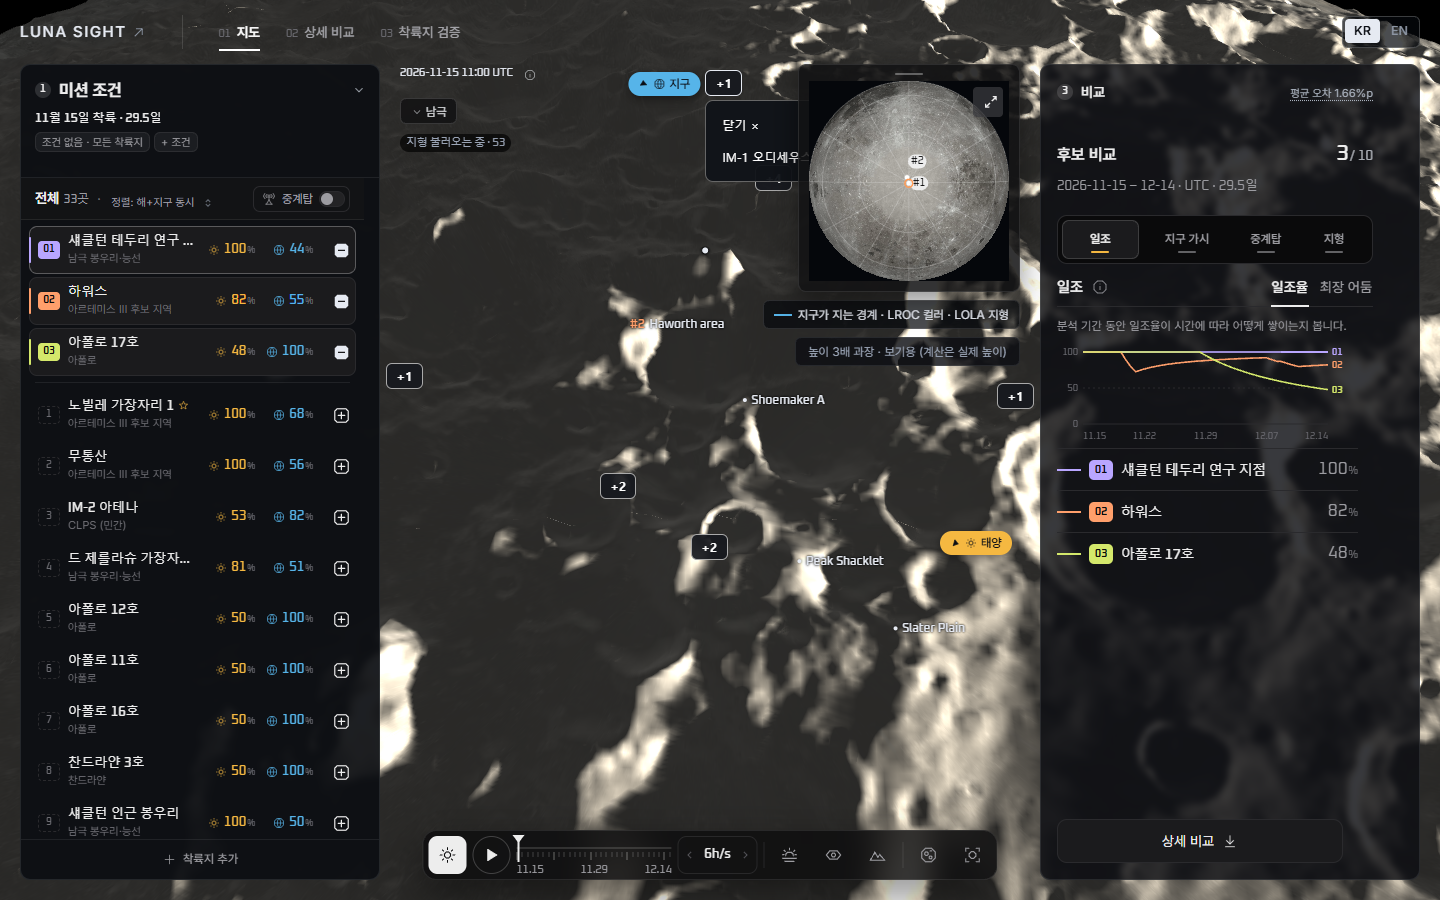 LUNA SIGHT
01 지도
02 상세 비교
03 착륙지 검증
KR EN
1 미션 조건
11월 15일 착륙 · 29.5일
조건 없음 · 모든 착륙지
+ 조건
전체 33곳 · 정렬: 해+지구 동시
중계탑
01 섀클턴 테두리 연구 ... 100% 44%
남극 봉우리·능선
02 하워스 82% 55%
아르테미스 III 후보 지역
03 아폴로 17호 48% 100%
아폴로
1 노빌레 가장자리 1 100% 68%
아르테미스 III 후보 지역
2 무통산 100% 56%
아르테미스 III 후보 지역
3 IM-2 아테나 53% 82%
CLPS (민간)
4 드 제를라슈 가장자... 81% 51%
남극 봉우리·능선
5 아폴로 12호 50% 100%
아폴로
6 아폴로 11호 50% 100%
아폴로
7 아폴로 16호 50% 100%
아폴로
8 찬드라얀 3호 50% 100%
찬드라얀
9 섀클턴 인근 봉우리 100% 50%
남극 봉우리·능선
+ 착륙지 추가
2026-11-15 11:00 UTC
남극
지형 불러오는 중 · 53
지구
+1
닫기 ×
IM-1 오디세우스
#2
#1
지구가 지는 경계 · LROC 컬러 · LOLA 지형
높이 3배 과장 · 보기용 (계산은 실제 높이)
#2 Haworth area
+1
Shoemaker A
+1
+2
+2
태양
Peak Shacklet
Slater Plain
11.15 11.29 12.14
6h/s
3 비교
평균 오차 1.66%p
후보 비교
3 / 10
2026-11-15 – 12-14 · UTC · 29.5일
일조
지구 가시
중계탑
지형
일조
일조율
최장 어둠
분석 기간 동안 일조율이 시간에 따라 어떻게 쌓이는지 봅니다.
100
50
0
01
02
03
11.15 11.22 11.29 12.07 12.14
01 섀클턴 테두리 연구 지점 100%
02 하워스 82%
03 아폴로 17호 48%
상세 비교